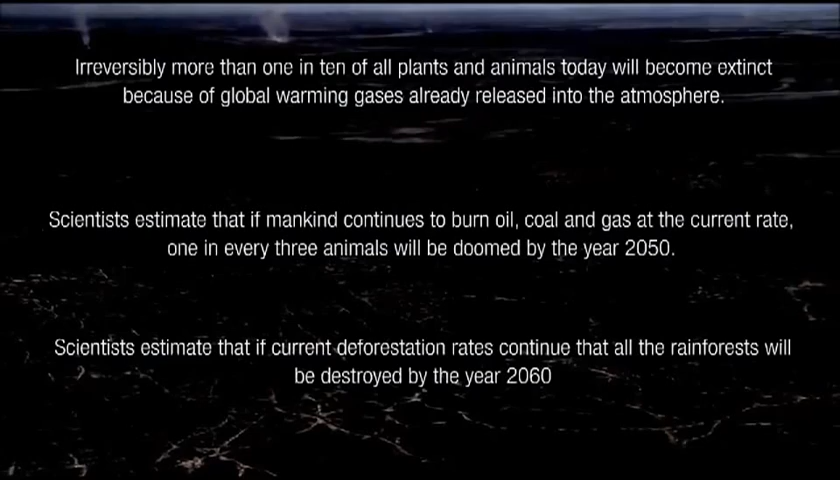 Irreversibly more than one in ten of all plants and animals today will become extinct
because of global warming gases already released into the atmosphere.
Scientists estimate that if mankind continues to burn oil, coal and gas at the current rate,
one in every three animals will be doomed by the year 2050.
Scientists estimate that if current deforestation rates continue that all the rainforests will
be destroyed by the year 2060